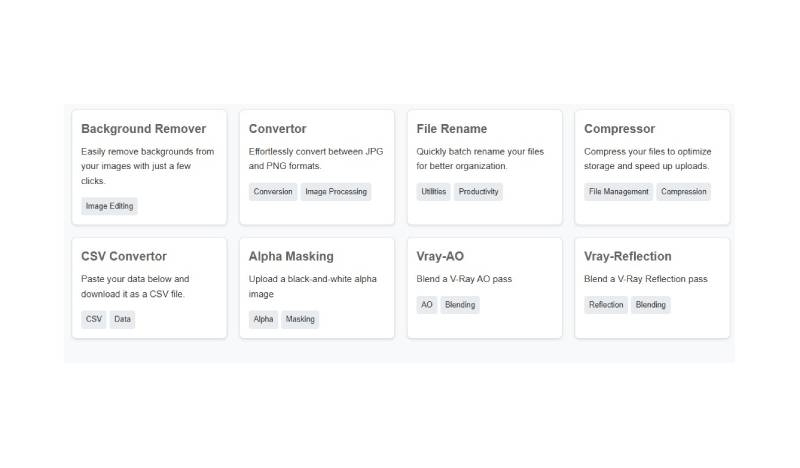 Background Remover
Easily remove backgrounds from
your images with just a few
clicks.
Image Editing
Convertor
Effortlessly convert between JPG
and PNG formats.
Conversion
Image Processing
File Rename
Quickly batch rename your files
for better organization.
Utilities
Productivity
Compressor
Compress your files to optimize
storage and speed up uploads.
File Management
Compression
CSV Convertor
Paste your data below and
download it as a CSV file.
CSV
Data
Alpha Masking
Upload a black-and-white alpha
image
Alpha
Masking
Vray-AO
Blend a V-Ray AO pass
AO
Blending
Vray-Reflection
Blend a V-Ray Reflection pass
Reflection
Blending